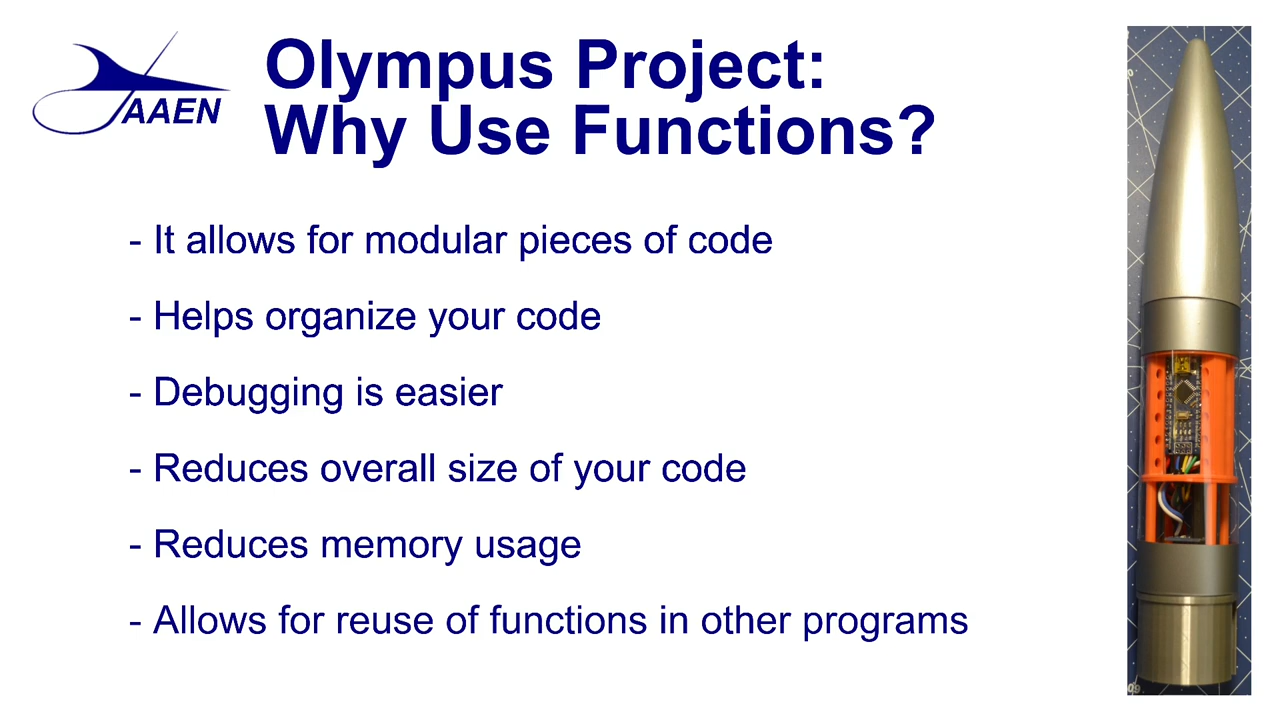 AAEN
Olympus Project:
Why Use Functions?
- It allows for modular pieces of code
- Helps organize your code
- Debugging is easier
- Reduces overall size of your code
- Reduces memory usage
- Allows for reuse of functions in other programs